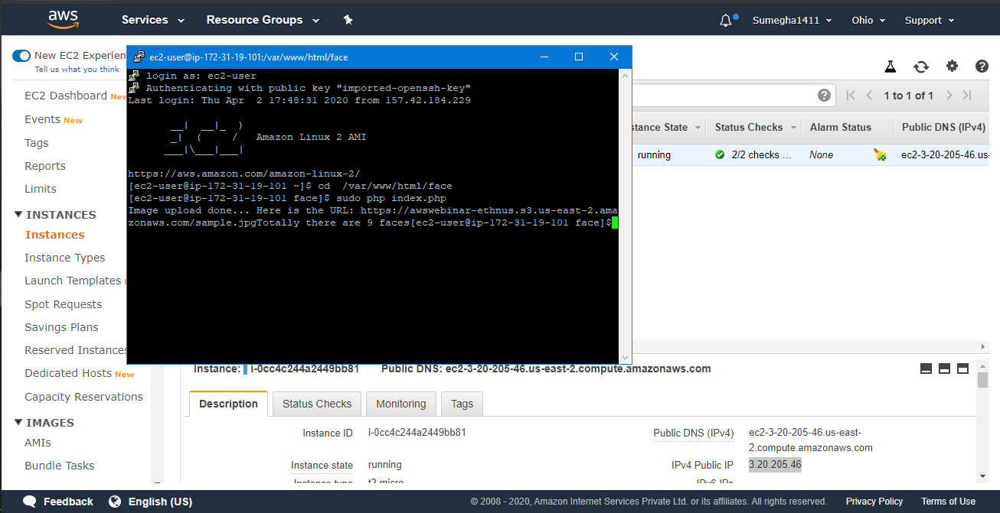 aws
Services
Resource Groups
Sumegha1411
Ohio
Support
New EC2 Experien
Tell us what you think
EC2 Dashboard New
Events New
Tags
Reports
Limits
INSTANCES
Instances
Instance Types
Launch Templates
Spot Requests
Savings Plans
Reserved Instances
Dedicated Hosts New
Capacity Reservations
IMAGES
AMIs
Bundle Tasks
ec2-user@ip-172-31-19-101:/var/www/html/face
login as: ec2-user
Authenticating with public key "imported-openssh-key"
Last login: Thu Apr  2 17:48:31 2020 from 157.42.184.229
__|  __|_  )
_|  (     /   Amazon Linux 2 AMI
___|\___|___|
https://aws.amazon.com/amazon-linux-2/
[ec2-user@ip-172-31-19-101 ~]$ cd  /var/www/html/face
[ec2-user@ip-172-31-19-101 face]$ sudo php index.php
Image upload done... Here is the URL: https://awswebinar-ethnus.s3.us-east-2.ama
zonaws.com/sample.jpgTotally there are 9 faces[ec2-user@ip-172-31-19-101 face]$
1 to 1 of 1
stance State
Status Checks
Alarm Status
Public DNS (IPv4)
running
2/2 checks ...
None
ec2-3-20-205-46.us-
Instance: i-0cc4c244a2449bb81
Public DNS: ec2-3-20-205-46.us-east-2.compute.amazonaws.com
Description
Status Checks
Monitoring
Tags
Instance ID
i-0cc4c244a2449bb81
Public DNS (IPv4)
ec2-3-20-205-46.us-east-
2.compute.amazonaws.com
Instance state
running
IPv4 Public IP
3.20.205.46
Instance type
t2.micro
IPv6 IPs
Feedback
English (US)
© 2008 - 2020, Amazon Internet Services Private Ltd. or its affiliates. All rights reserved.
Privacy Policy
Terms of Use